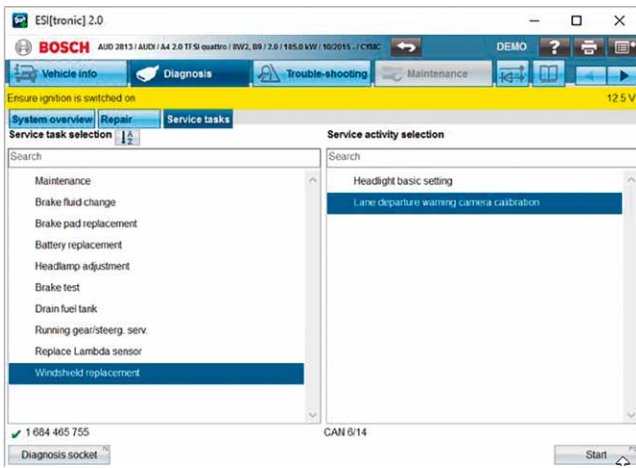 ESI[tronic] 2.0
BOSCH AUD 2813 / AUDI / A4 2.0 TFSI quattro / 8W2, B9 / 2.0 / 185.0 kW / 10/2015 - / CYMC DEMO ?
Vehicle info Diagnosis Trouble-shooting Maintenance
Ensure ignition is switched on 12.5 V
System overview Repair Service tasks
Service task selection Service activity selection
Search Search
Maintenance Headlight basic setting
Brake fluid change Lane departure warning camera calibration
Brake pad replacement
Battery replacement
Headlamp adjustment
Brake test
Drain fuel tank
Running gear/steerg. serv.
Replace Lambda sensor
Windshield replacement
1 684 465 755 CAN 6/14
Diagnosis socket Start